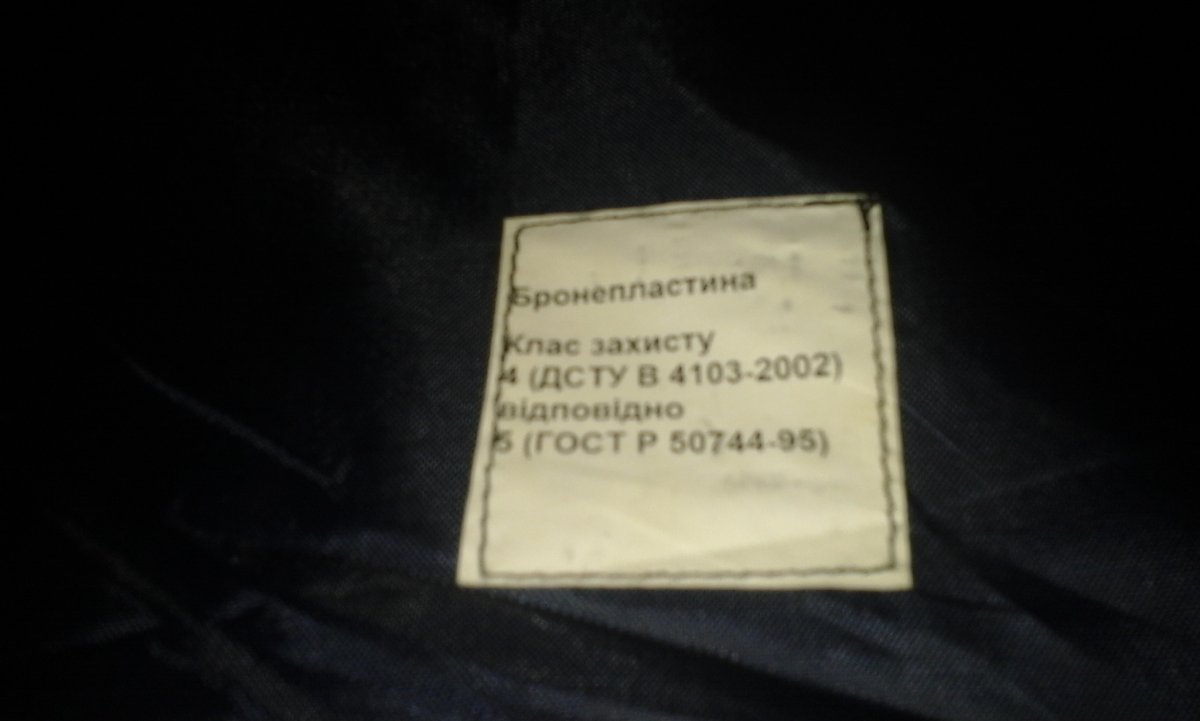 Бронепластина
Клас захисту
4 (ДСТУ В 4103-2002)
відповідно
5 (ГОСТ Р 50744-95)